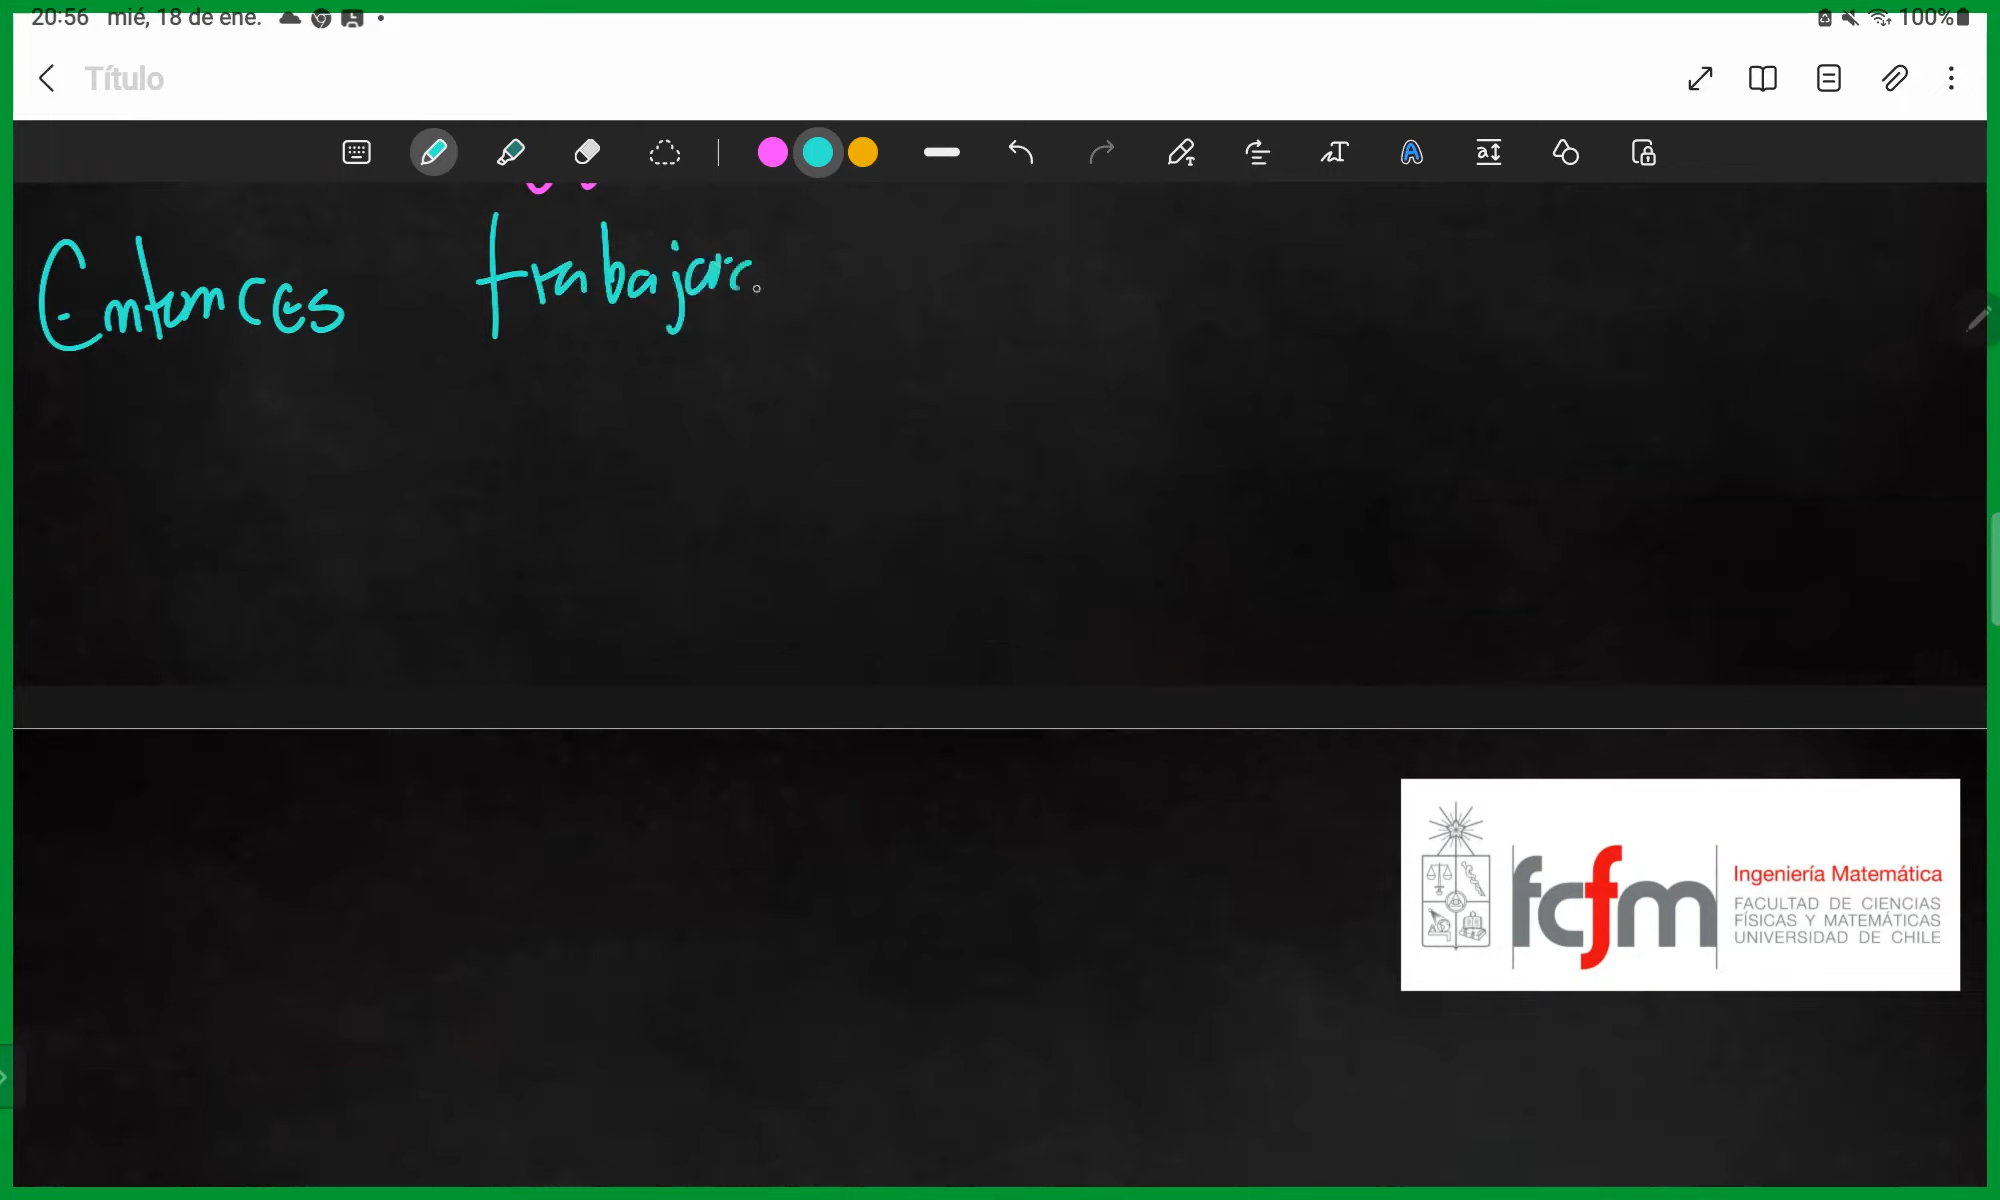 20:56 mié, 18 de ene. 100%
Título
Entonces trabajarc
Ingeniería Matemática
fcfm FACULTAD DE CIENCIAS
FÍSICAS Y MATEMÁTICAS
UNIVERSIDAD DE CHILE